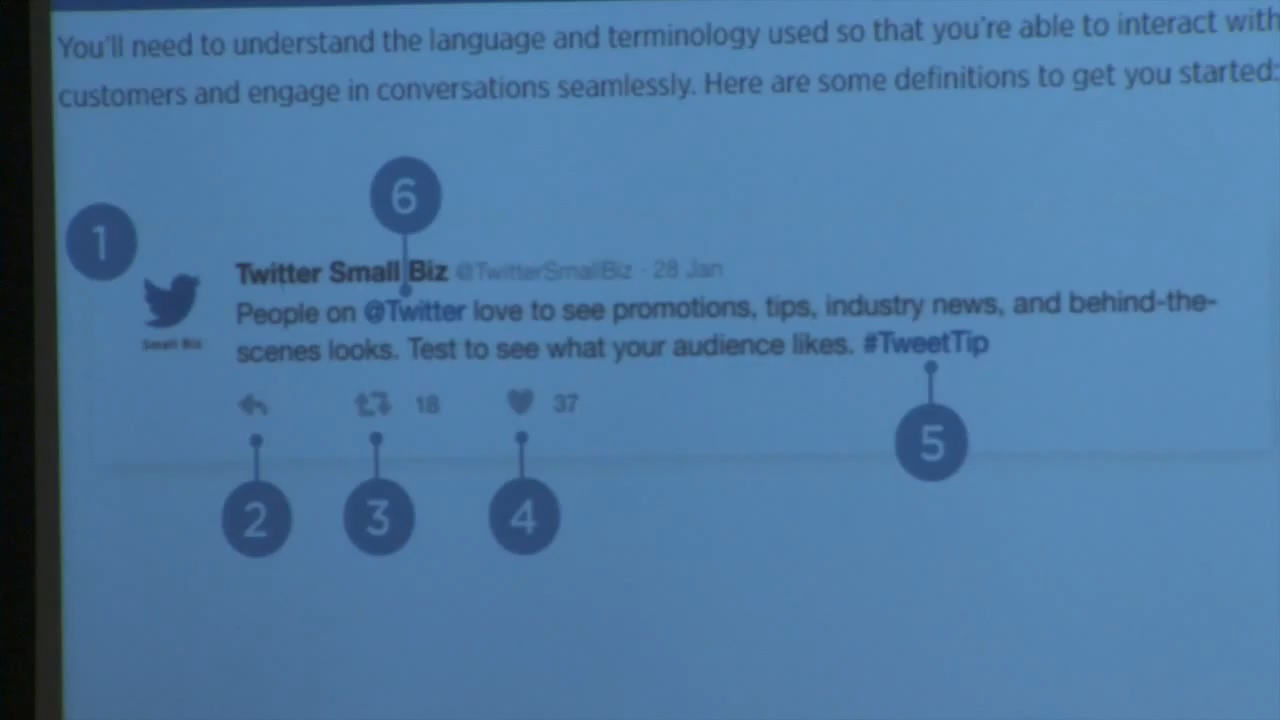 You'll need to understand the language and terminology used so that you're able to interact with
customers and engage in conversations seamlessly. Here are some definitions to get you started:
6
1
Twitter Small Biz @TwitterSmallBiz · 28 Jan
People on @Twitter love to see promotions, tips, industry news, and behind-the-
Small Biz
scenes looks. Test to see what your audience likes. #TweetTip
18 37
5
2 3 4